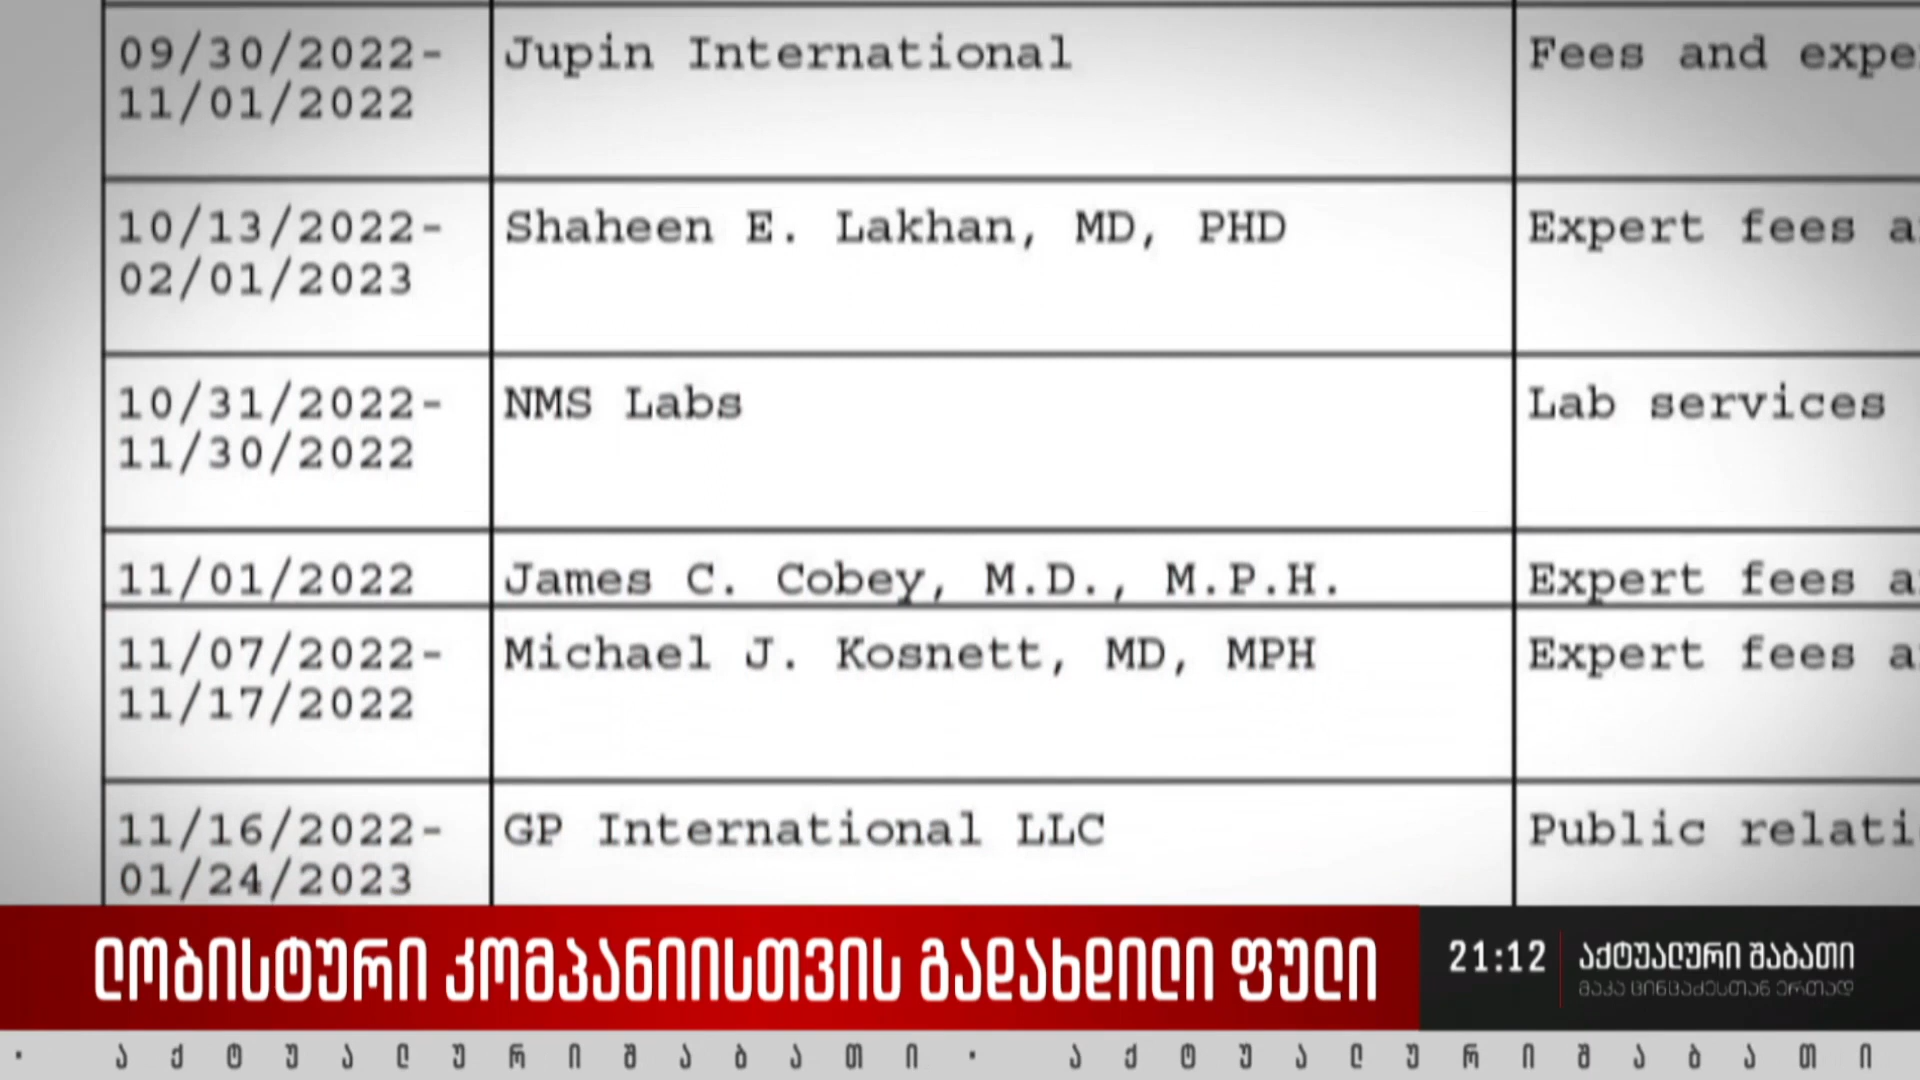 09/30/2022-
11/01/2022
Jupin International
Fees and expe
10/13/2022-
02/01/2023
Shaheen E. Lakhan, MD, PHD
Expert fees a
10/31/2022-
11/30/2022
NMS Labs
Lab services
11/01/2022
James C. Cobey, M.D., M.P.H.
Expert fees a
11/07/2022-
11/17/2022
Michael J. Kosnett, MD, MPH
Expert fees a
11/16/2022-
01/24/2023
GP International LLC
Public relati
ლობისტური კომპანიისთვის გადახდილი ფული
21:12
აქტუალური შაბათი
მაკა ცინცაძესთან ერთად
· აქტუალური შაბათი · აქტუალური შაბათი